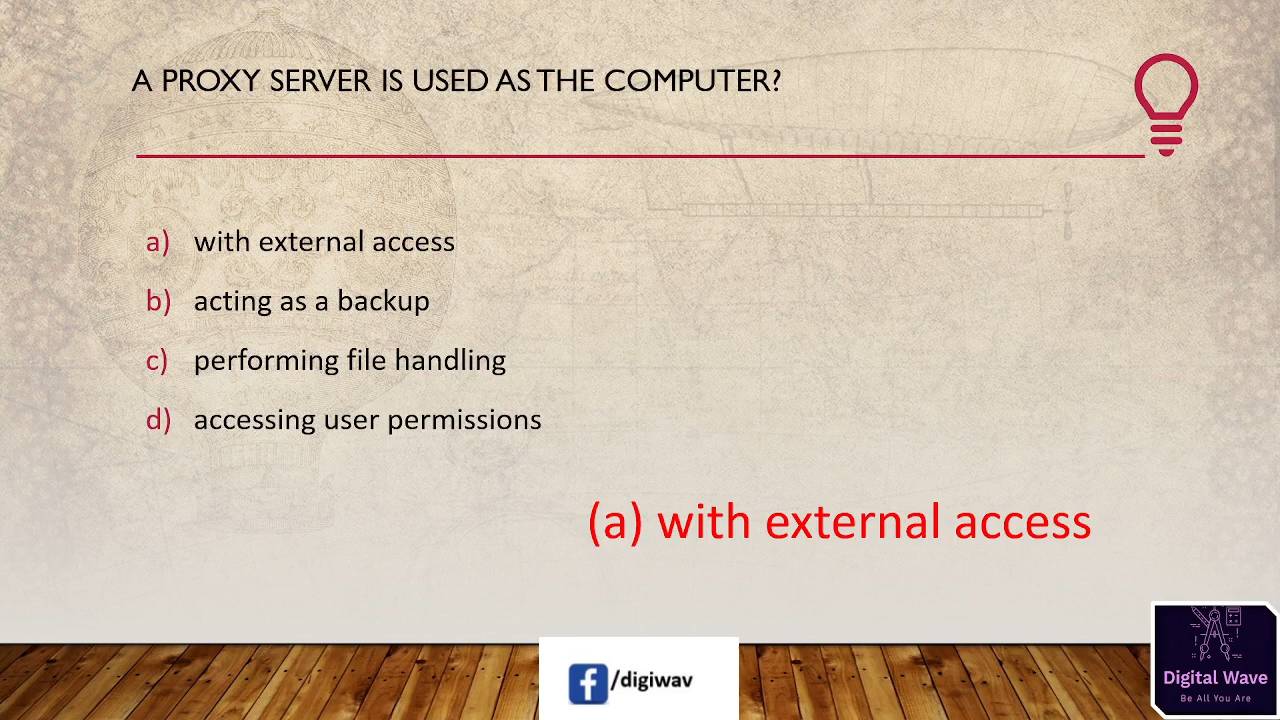 A PROXY SERVER IS USED AS THE COMPUTER?
a) with external access
b) acting as a backup
c) performing file handling
d) accessing user permissions
(a) with external access
f/digiwav
Digital Wave
Be All You Are